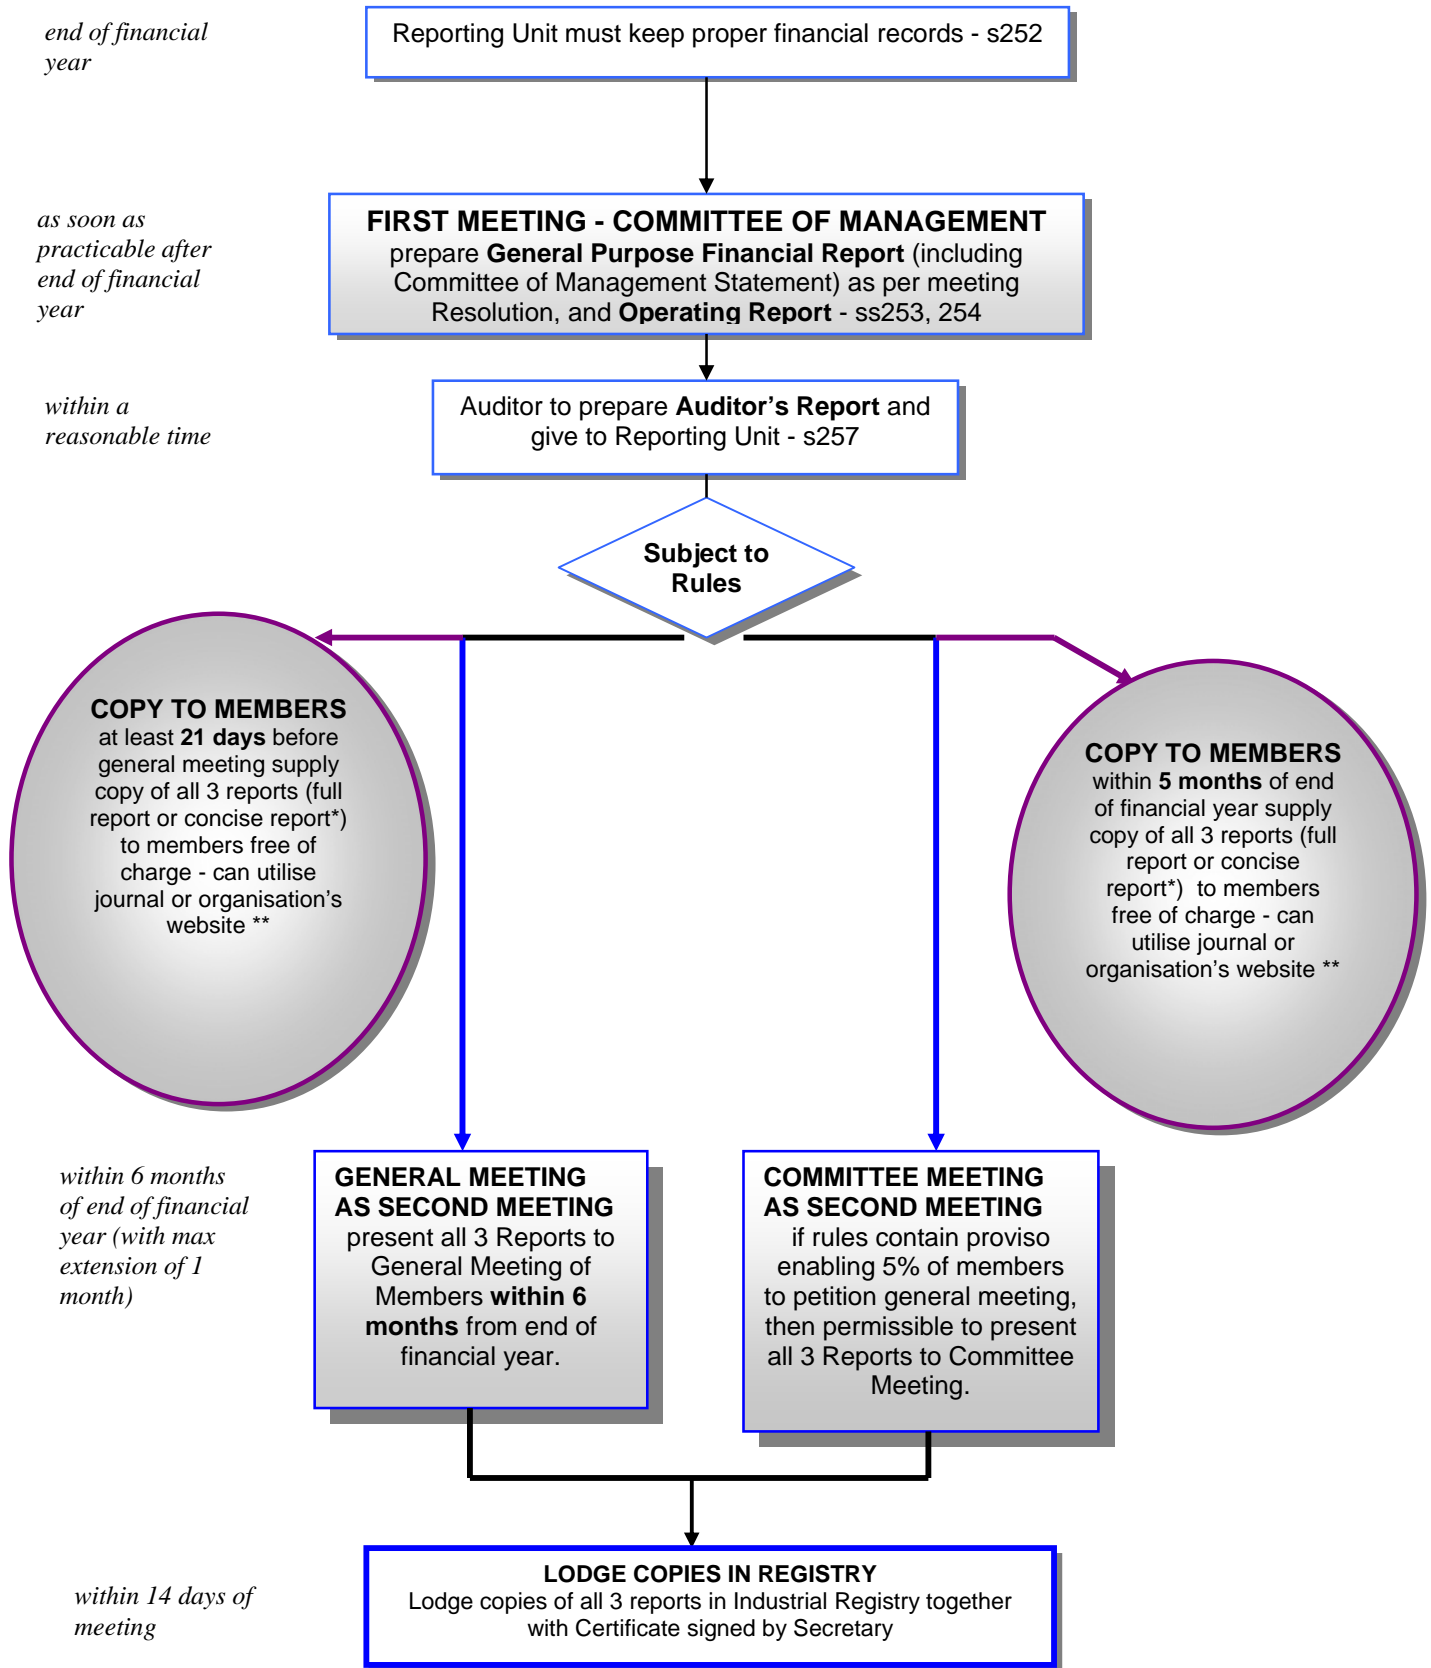 end of financial
year
Reporting Unit must keep proper financial records - s252
as soon as
practicable after
end of financial
year
FIRST MEETING - COMMITTEE OF MANAGEMENT
prepare General Purpose Financial Report (including
Committee of Management Statement) as per meeting
Resolution, and Operating Report - ss253, 254
within a
reasonable time
Auditor to prepare Auditor’s Report and
give to Reporting Unit - s257
Subject to
Rules
COPY TO MEMBERS
at least 21 days before
general meeting supply
copy of all 3 reports (full
report or concise report*)
to members free of
charge - can utilise
journal or organisation’s
website **
COPY TO MEMBERS
within 5 months of end
of financial year supply
copy of all 3 reports (full
report or concise
report*) to members
free of charge - can
utilise journal or
organisation’s website **
within 6 months
of end of financial
year (with max
extension of 1
month)
GENERAL MEETING
AS SECOND MEETING
present all 3 Reports to
General Meeting of
Members within 6
months from end of
financial year.
COMMITTEE MEETING
AS SECOND MEETING
if rules contain proviso
enabling 5% of members
to petition general meeting,
then permissible to present
all 3 Reports to Committee
Meeting.
within 14 days of
meeting
LODGE COPIES IN REGISTRY
Lodge copies of all 3 reports in Industrial Registry together
with Certificate signed by Secretary